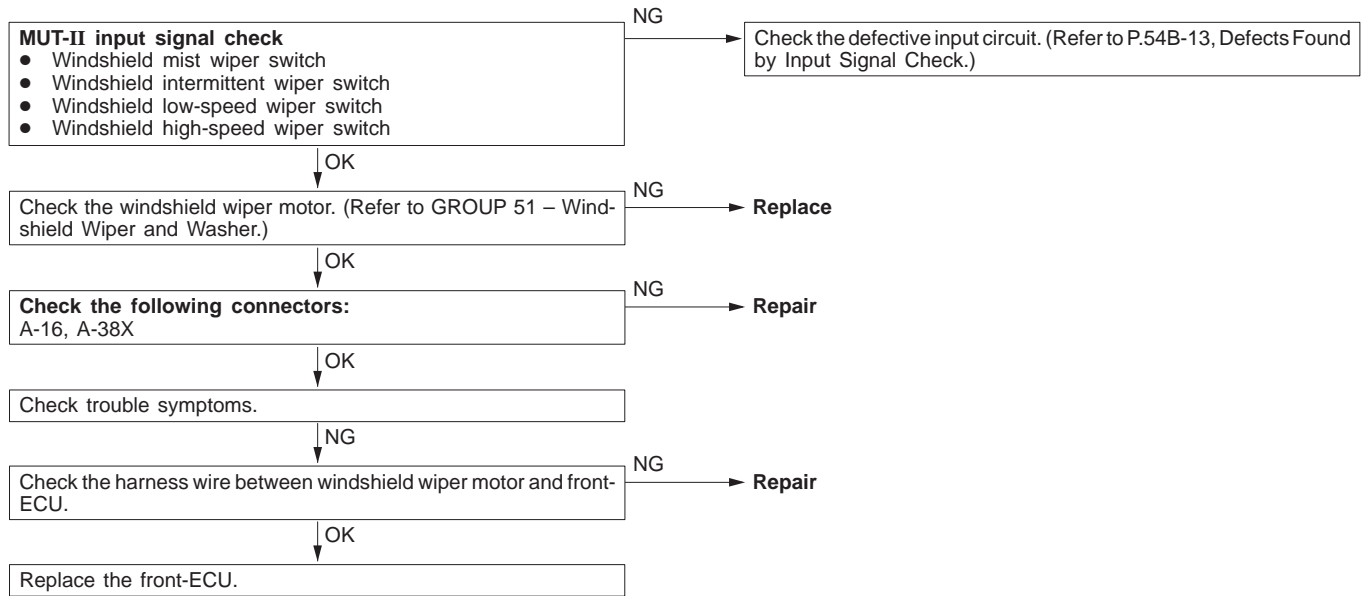 MUT-II input signal check
● Windshield mist wiper switch
● Windshield intermittent wiper switch
● Windshield low-speed wiper switch
● Windshield high-speed wiper switch
NG
Check the defective input circuit. (Refer to P.54B-13, Defects Found
by Input Signal Check.)
OK
Check the windshield wiper motor. (Refer to GROUP 51 – Wind-
shield Wiper and Washer.)
NG
Replace
OK
Check the following connectors:
A-16, A-38X
NG
Repair
OK
Check trouble symptoms.
NG
Check the harness wire between windshield wiper motor and front-
ECU.
NG
Repair
OK
Replace the front-ECU.